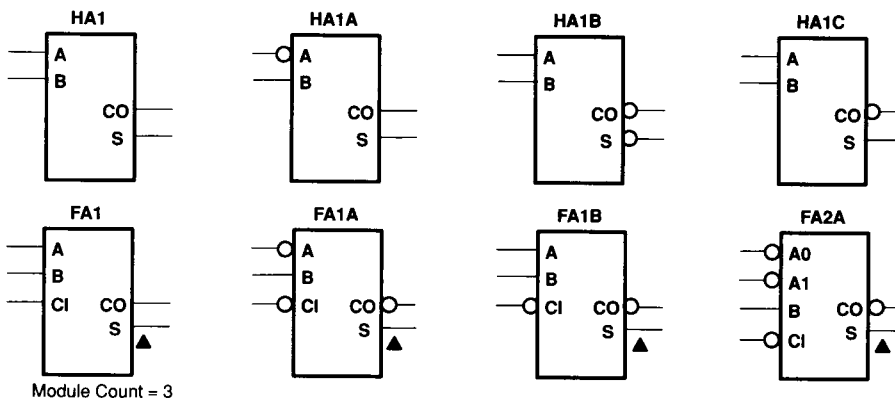 HA1 HA1A HA1B HA1C
A A A A
B B B B
CO CO CO CO
S S S S
FA1 FA1A FA1B FA2A
A A A A0
B B B A1
CI CI CI B
CO CO CO CO
S S S S
CI
Module Count = 3